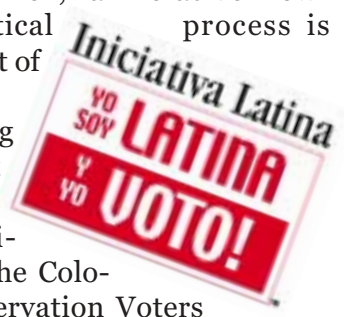 tical process is
t of
Iniciativa Latina
YO SOY LATINA
Y YO VOTO!
g
i-
he Colo-
ervation Voters